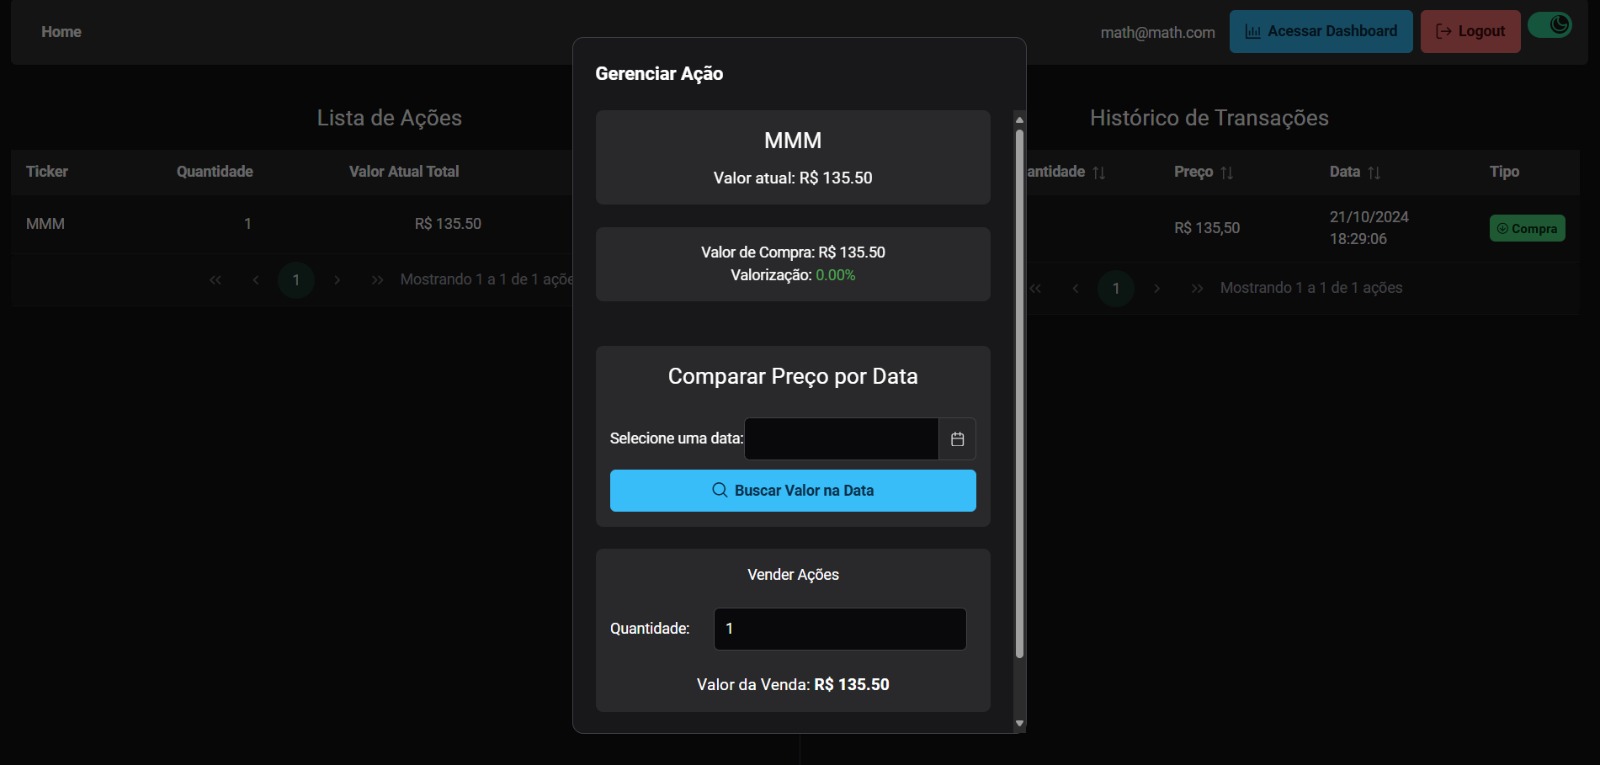 Home
math@math.com
Acessar Dashboard
Logout
Gerenciar Ação
MMM
Valor atual: R$ 135.50
Valor de Compra: R$ 135.50
Valorização: 0.00%
Comparar Preço por Data
Selecione uma data:
Buscar Valor na Data
Vender Ações
Quantidade: 1
Valor da Venda: R$ 135.50
Lista de Ações
Ticker Quantidade Valor Atual Total
MMM 1 R$ 135.50
« ‹ 1 › » Mostrando 1 a 1 de 1 açõe
Histórico de Transações
antidade Preço Data Tipo
R$ 135,50 21/10/2024 Compra
18:29:06
« ‹ 1 › » Mostrando 1 a 1 de 1 ações